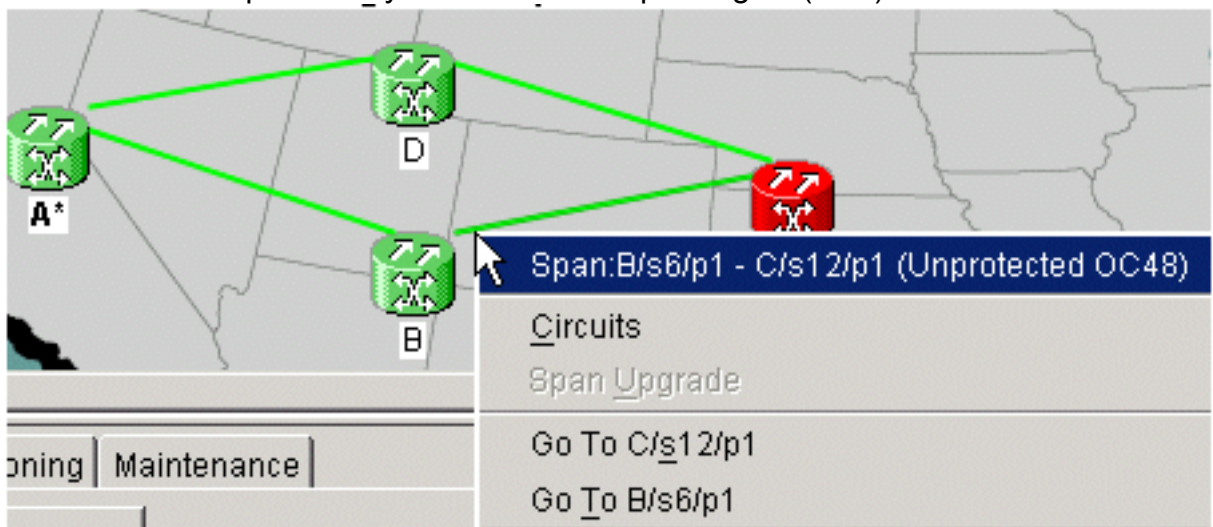 D
A*
B
Span:B/s6/p1 - C/s12/p1 (Unprotected OC48)
Circuits
Span Upgrade
Go To C/s12/p1
Go To B/s6/p1
oning
Maintenance